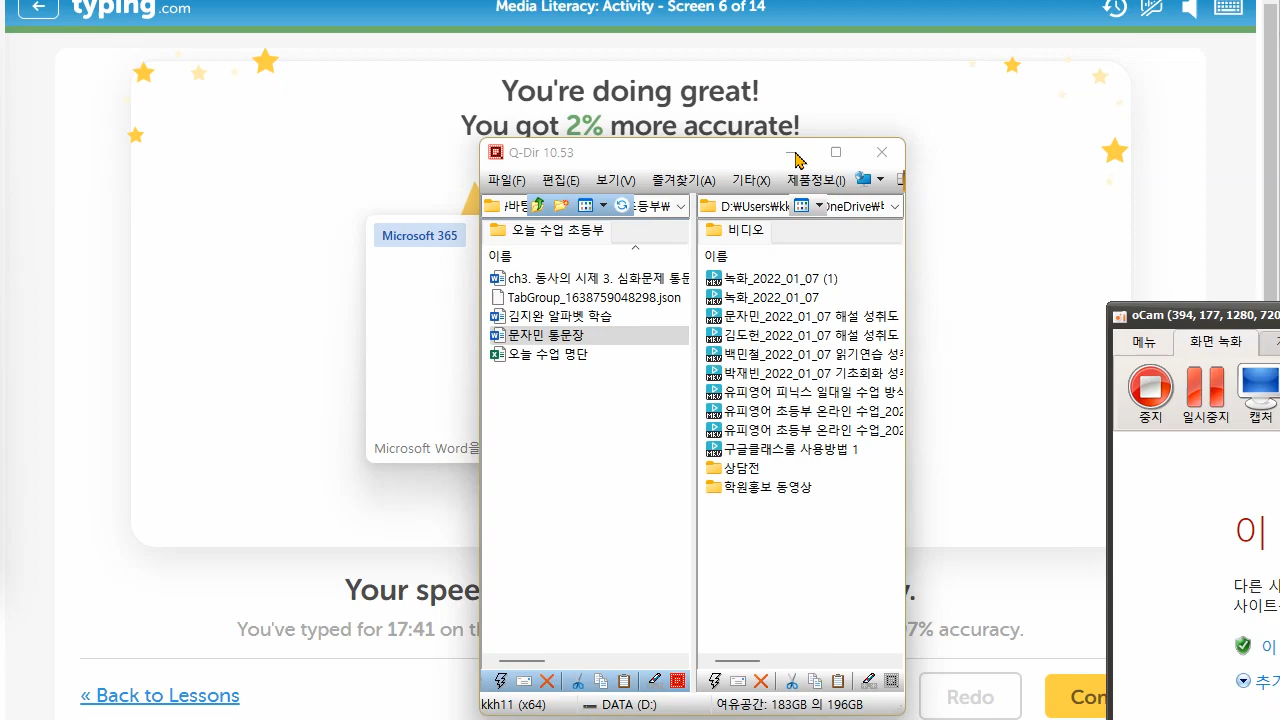 typing.com
Media Literacy: Activity - Screen 6 of 14
You're doing great!
You got 2% more accurate!
Microsoft 365
Microsoft Word을
Your spee
You've typed for 17:41 on th
7% accuracy.
« Back to Lessons
Redo
Con
Q-Dir 10.53
파일(F) 편집(E) 보기(V) 즐겨찾기(A) 기타(X) 제품정보(I)
D:\Users\kk
OneDrive\
오늘 수업 초등부
이름
ch3. 동사의 시제 3. 심화문제 통문
TabGroup_1638759048298.json
김지완 알파벳 학습
문자민 통문장
오늘 수업 명단
비디오
이름
녹화_2022_01_07 (1)
녹화_2022_01_07
문자민_2022_01_07 해설 성취도
김도헌_2022_01_07 해설 성취도
백민철_2022_01_07 읽기연습 성
박재빈_2022_01_07 기초회화 성
유피영어 피닉스 일대일 수업 방식
유피영어 초등부 온라인 수업_202
유피영어 초등부 온라인 수업_202
구글클래스룸 사용방법 1
상담전
학원홍보 동영상
kkh11 (x64)
DATA (D:)
여유공간: 183GB 의 196GB
oCam (394, 177, 1280, 720
메뉴
화면 녹화
중지
일시중지
캡처
이
다른 사
사이트
이
추가